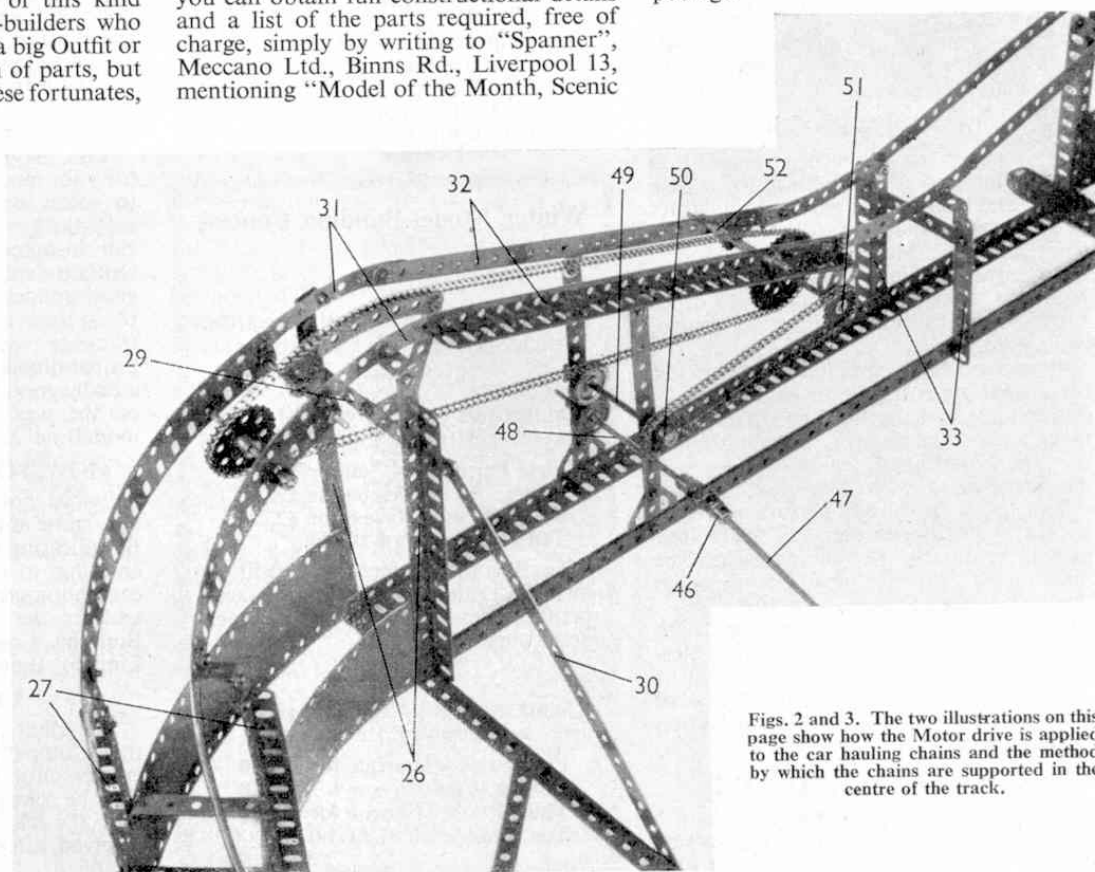 of this kind
-builders who
a big Outfit or
of parts, but
ese fortunates,
you can obtain full constructional details
and a list of the parts required, free of
charge, simply by writing to “Spanner”,
Meccano Ltd., Binns Rd., Liverpool 13,
mentioning “Model of the Month, Scenic
51
52
49
32
50
31
29
48
33
47
46
30
27
26
Figs. 2 and 3. The two illustrations on this
page show how the Motor drive is applied
to the car hauling chains and the method
by which the chains are supported in the
centre of the track.